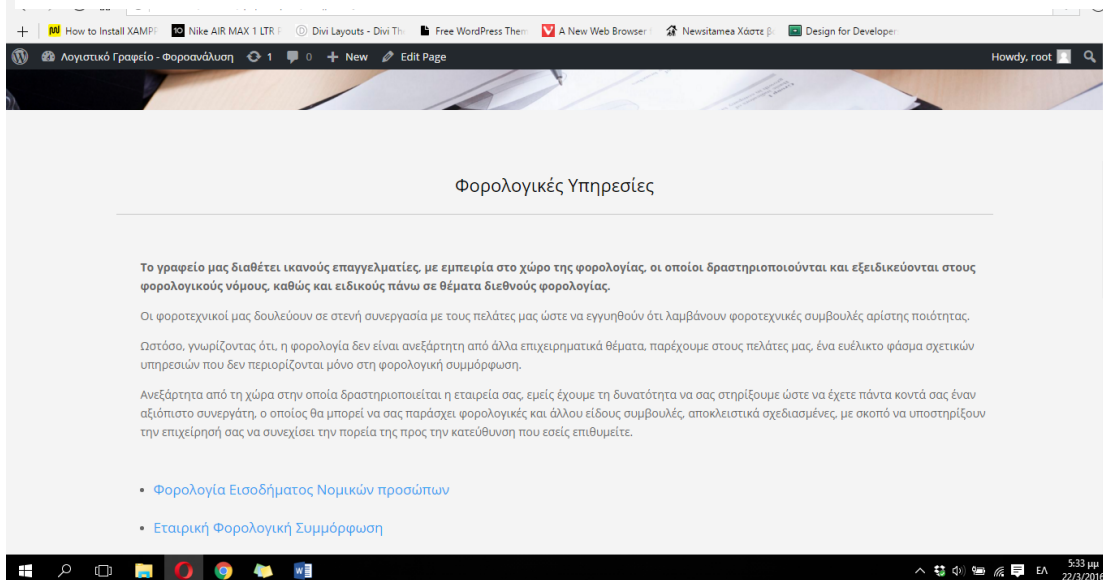 How to Install XAMPP
Nike AIR MAX 1 LTR
Divi Layouts - Divi Th
Free WordPress Them
A New Web Browser
Newsitamea Χάστε β
Design for Developer
Λογιστικό Γραφείο - Φοροανάλυση 1 0 + New Edit Page Howdy, root
Φορολογικές Υπηρεσίες
Το γραφείο μας διαθέτει ικανούς επαγγελματίες, με εμπειρία στο χώρο της φορολογίας, οι οποίοι δραστηριοποιούνται και εξειδικεύονται στους
φορολογικούς νόμους, καθώς και ειδικούς πάνω σε θέματα διεθνούς φορολογίας.
Οι φοροτεχνικοί μας δουλεύουν σε στενή συνεργασία με τους πελάτες μας ώστε να εγγυηθούν ότι λαμβάνουν φοροτεχνικές συμβουλές αρίστης ποιότητας.
Ωστόσο, γνωρίζοντας ότι, η φορολογία δεν είναι ανεξάρτητη από άλλα επιχειρηματικά θέματα, παρέχουμε στους πελάτες μας, ένα ευέλικτο φάσμα σχετικών
υπηρεσιών που δεν περιορίζονται μόνο στη φορολογική συμμόρφωση.
Ανεξάρτητα από τη χώρα στην οποία δραστηριοποιείται η εταιρεία σας, εμείς έχουμε τη δυνατότητα να σας στηρίξουμε ώστε να έχετε πάντα κοντά σας έναν
αξιόπιστο συνεργάτη, ο οποίος θα μπορεί να σας παράσχει φορολογικές και άλλου είδους συμβουλές, αποκλειστικά σχεδιασμένες, με σκοπό να υποστηρίξουν
την επιχείρησή σας να συνεχίσει την πορεία της προς την κατεύθυνση που εσείς επιθυμείτε.
• Φορολογία Εισοδήματος Νομικών προσώπων
• Εταιρική Φορολογική Συμμόρφωση
ΕΛ 5:33 μμ
22/3/2016